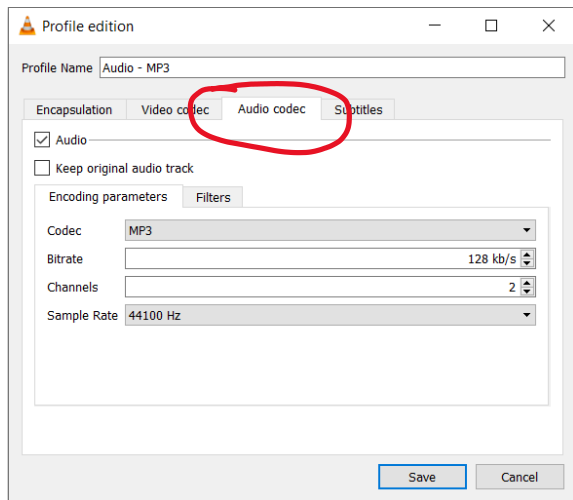 Profile edition
Profile Name Audio - MP3
Encapsulation Video codec Audio codec Subtitles
Audio
Keep original audio track
Encoding parameters Filters
Codec MP3
Bitrate 128 kb/s
Channels 2
Sample Rate 44100 Hz
Save Cancel